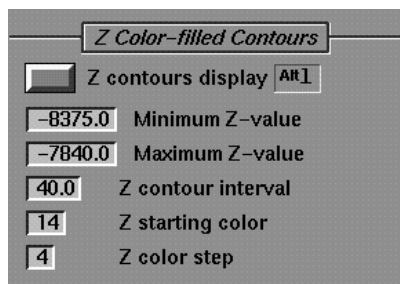 Z Color-filled Contours
Z contours display Alt1
-8375.0 Minimum Z-value
-7840.0 Maximum Z-value
40.0 Z contour interval
14 Z starting color
4 Z color step